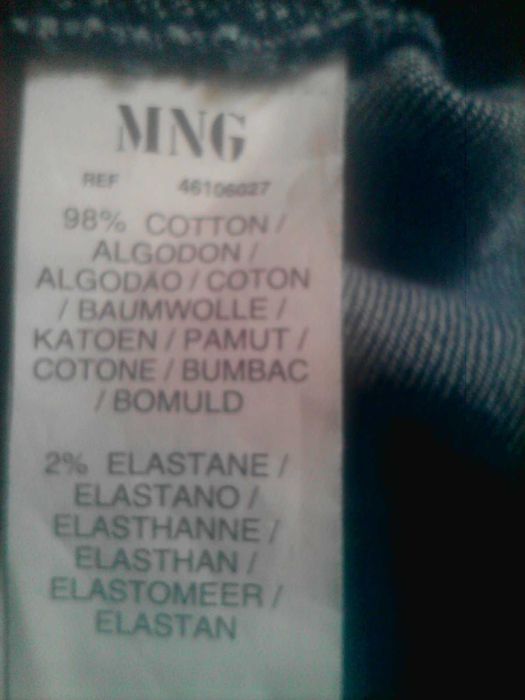 MNG
REF 46106027
98% COTTON /
ALGODON /
ALGODÃO / COTON
/ BAUMWOLLE /
KATOEN / PAMUT /
COTONE / BUMBAC
/ BOMULD
2% ELASTANE /
ELASTANO /
ELASTHANNE /
ELASTHAN /
ELASTOMEER /
ELASTAN